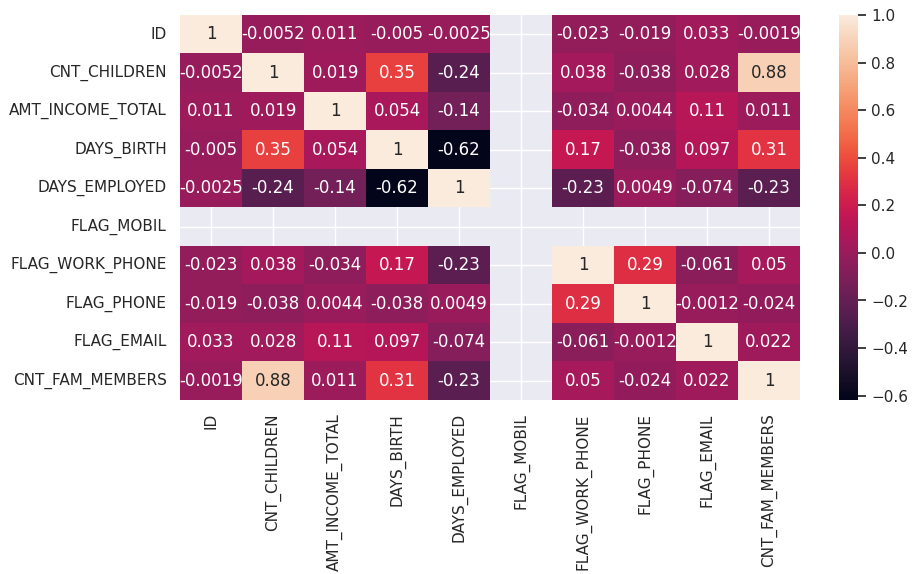 ID 1 -0.0052 0.011 -0.005 -0.0025 -0.023 -0.019 0.033 -0.0019
CNT_CHILDREN -0.0052 1 0.019 0.35 -0.24 0.038 -0.038 0.028 0.88
AMT_INCOME_TOTAL 0.011 0.019 1 0.054 -0.14 -0.034 0.0044 0.11 0.011
DAYS_BIRTH -0.005 0.35 0.054 1 -0.62 0.17 -0.038 0.097 0.31
DAYS_EMPLOYED -0.0025 -0.24 -0.14 -0.62 1 -0.23 0.0049 -0.074 -0.23
FLAG_MOBIL
FLAG_WORK_PHONE -0.023 0.038 -0.034 0.17 -0.23 1 0.29 -0.061 0.05
FLAG_PHONE -0.019 -0.038 0.0044 -0.038 0.0049 0.29 1 -0.0012 -0.024
FLAG_EMAIL 0.033 0.028 0.11 0.097 -0.074 -0.061 -0.0012 1 0.022
CNT_FAM_MEMBERS -0.0019 0.88 0.011 0.31 -0.23 0.05 -0.024 0.022 1
ID
CNT_CHILDREN
AMT_INCOME_TOTAL
DAYS_BIRTH
DAYS_EMPLOYED
FLAG_MOBIL
FLAG_WORK_PHONE
FLAG_PHONE
FLAG_EMAIL
CNT_FAM_MEMBERS
1.0
0.8
0.6
0.4
0.2
0.0
−0.2
−0.4
−0.6